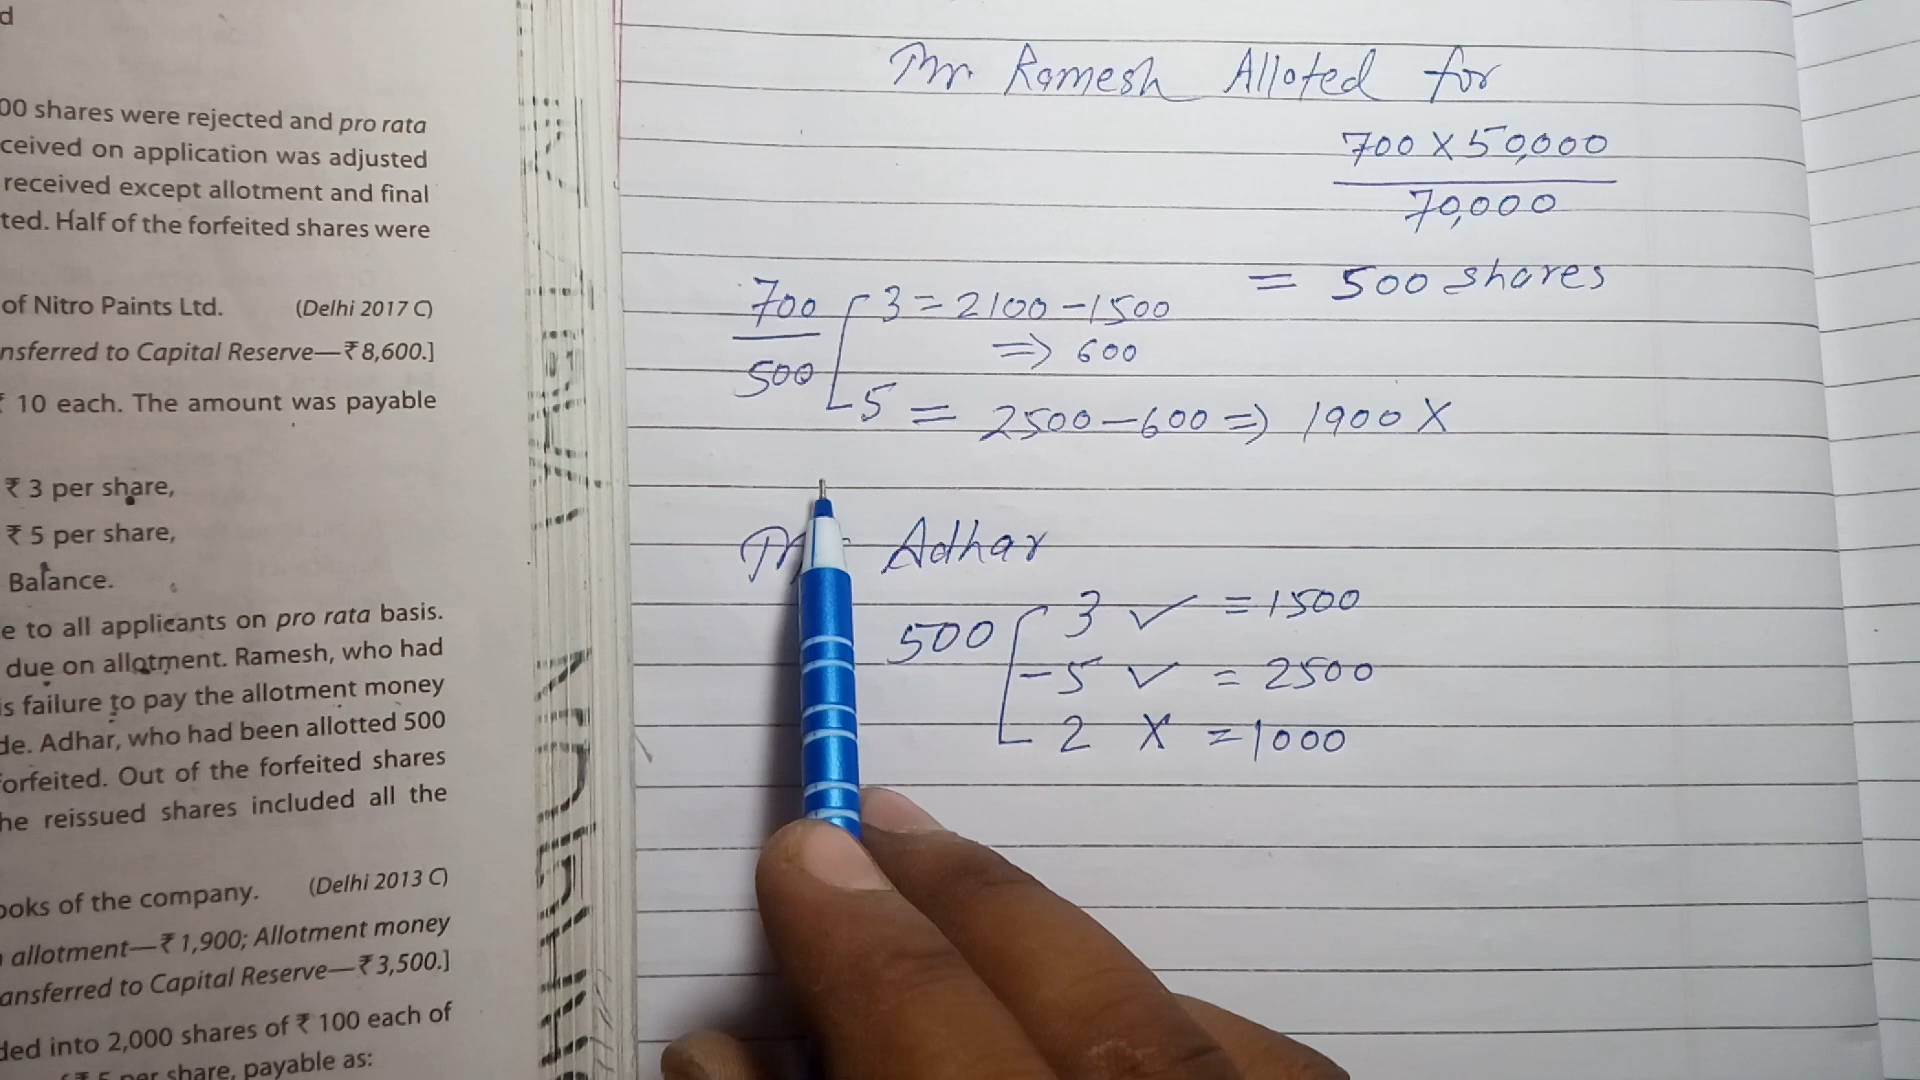 00 shares were rejected and pro rata
ceived on application was adjusted
received except allotment and final
ted. Half of the forfeited shares were
of Nitro Paints Ltd. (Delhi 2017 C)
nsferred to Capital Reserve—₹ 8,600.]
₹ 10 each. The amount was payable
₹ 3 per share,
₹ 5 per share,
Balance.
e to all applicants on pro rata basis.
due on allotment. Ramesh, who had
is failure to pay the allotment money
de. Adhar, who had been allotted 500
forfeited. Out of the forfeited shares
he reissued shares included all the
ooks of the company. (Delhi 2013 C)
allotment—₹ 1,900; Allotment money
ansferred to Capital Reserve—₹ 3,500.]
ded into 2,000 shares of ₹ 100 each of
per share, payable as:
Mr Ramesh Alloted for
700 X 50,000
70,000
= 500 shares
700 3 = 2100 - 1500
⇒ 600
500 5 = 2500 - 600 ⇒ 1900 X
Adhar
3 ✓ = 1500
500 - 5 ✓ = 2500
2 X = 1000